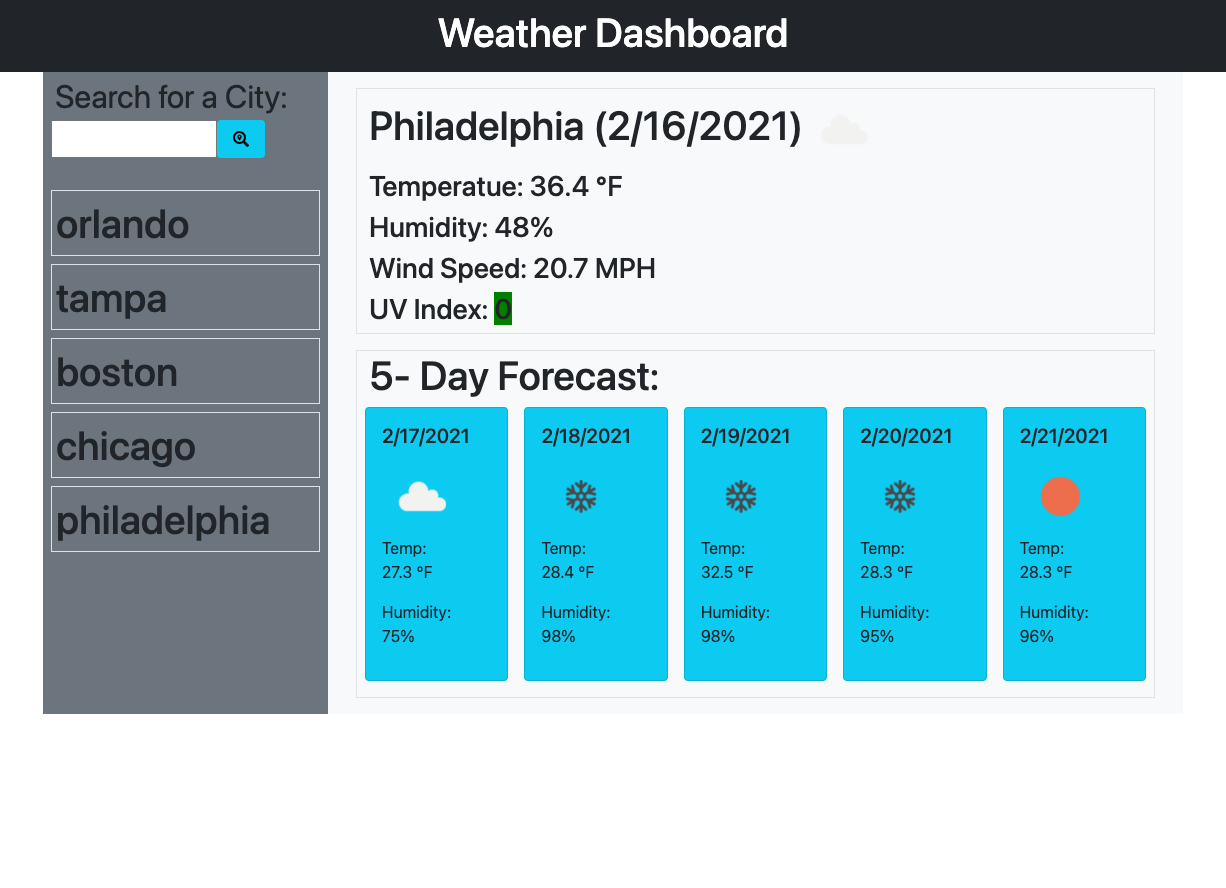 Weather Dashboard
Search for a City:
orlando
tampa
boston
chicago
philadelphia
Philadelphia (2/16/2021)
Temperatue: 36.4 °F
Humidity: 48%
Wind Speed: 20.7 MPH
UV Index: 0
5- Day Forecast:
2/17/2021
Temp:
27.3 °F
Humidity:
75%
2/18/2021
Temp:
28.4 °F
Humidity:
98%
2/19/2021
Temp:
32.5 °F
Humidity:
98%
2/20/2021
Temp:
28.3 °F
Humidity:
95%
2/21/2021
Temp:
28.3 °F
Humidity:
96%